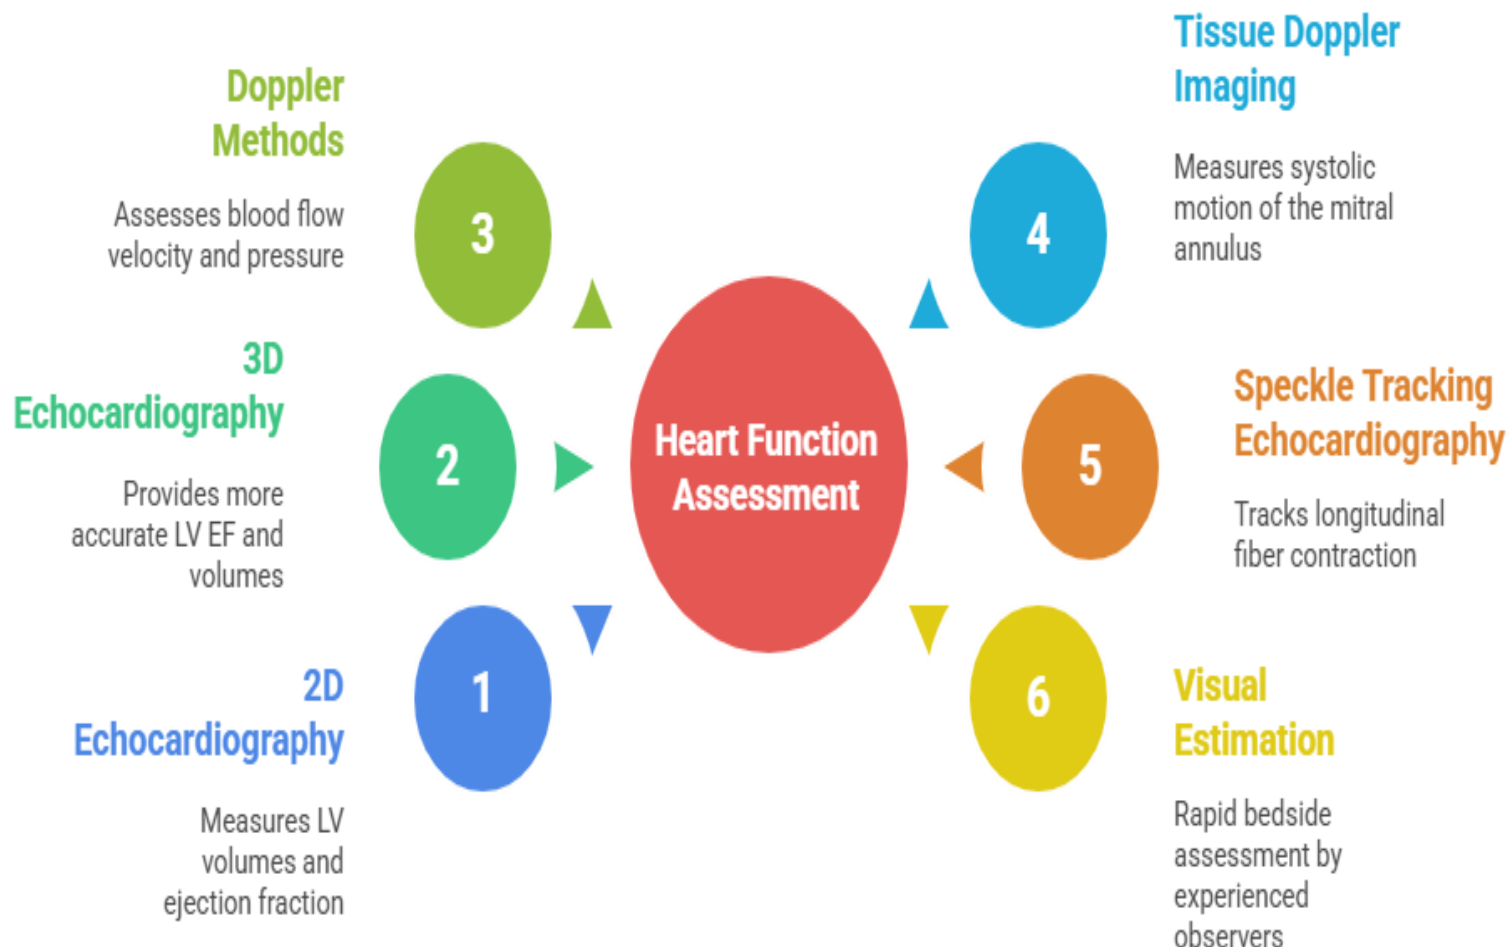 Doppler
Methods
Assesses blood flow
velocity and pressure
3
3D
Echocardiography
Provides more
accurate LV EF and
volumes
2
2D
Echocardiography
Measures LV
volumes and
ejection fraction
1
Heart Function
Assessment
Tissue Doppler
Imaging
Measures systolic
motion of the mitral
annulus
4
Speckle Tracking
Echocardiography
Tracks longitudinal
fiber contraction
5
Visual
Estimation
Rapid bedside
assessment by
experienced
observers
6